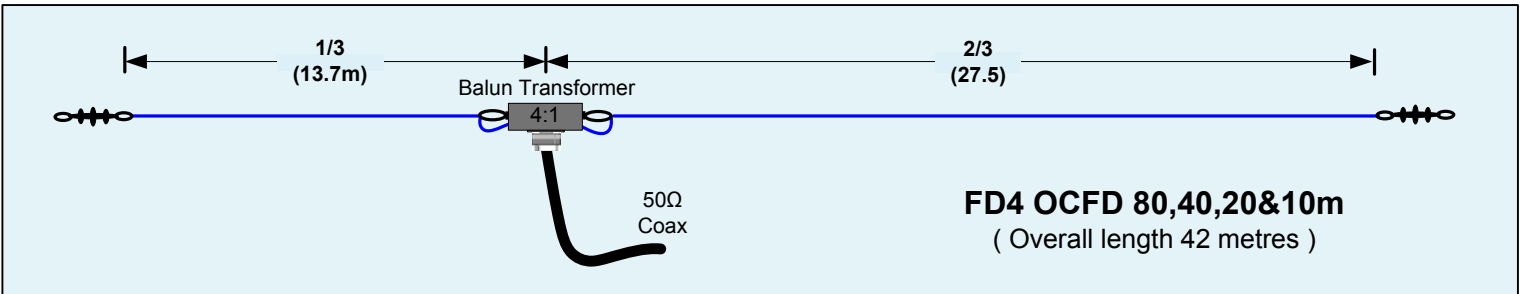 1/3
(13.7m)
2/3
(27.5)
Balun Transformer
4:1
50Ω
Coax
FD4 OCFD 80,40,20&10m
( Overall length 42 metres )